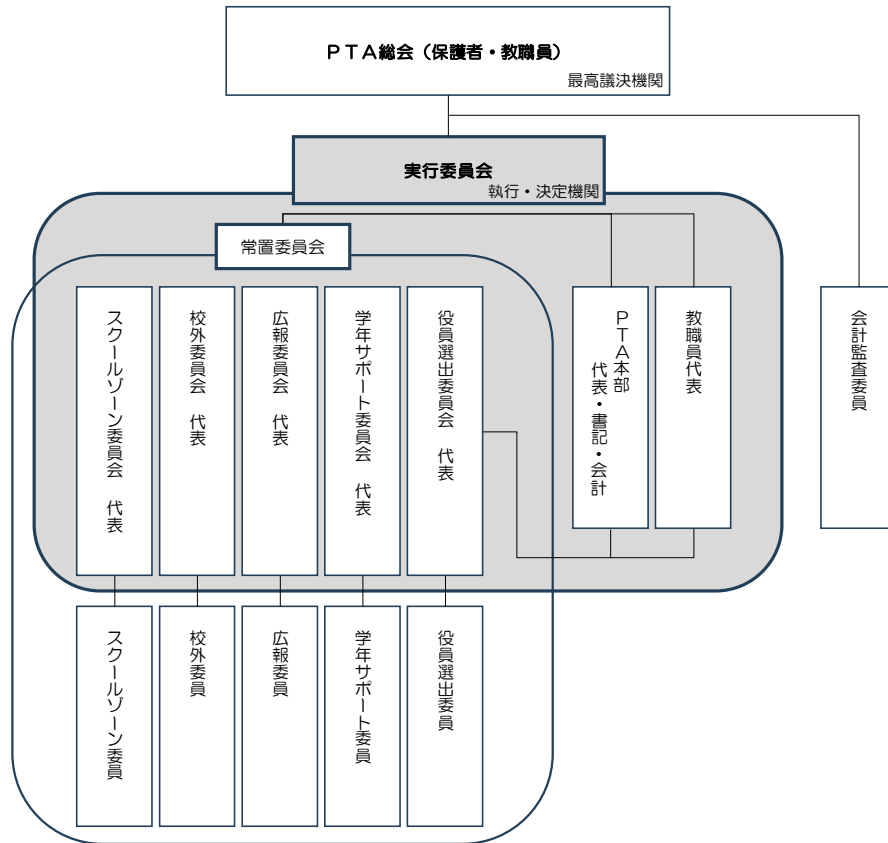 ＰＴＡ総会（保護者・教職員）
最高議決機関
実行委員会
執行・決定機関
常置委員会
スクールゾーン委員会　代表
校外委員会　代表
広報委員会　代表
学年サポート委員会　代表
役員選出委員会　代表
ＰＴＡ本部
代表・書記・会計
教職員代表
会計監査委員
スクールゾーン委員
校外委員
広報委員
学年サポート委員
役員選出委員